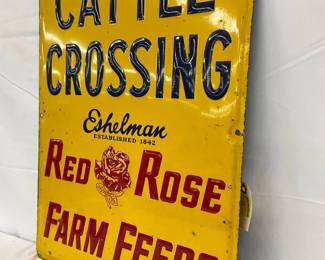 CATTLE
CROSSING
Eshelman
ESTABLISHED 1842
RED ROSE
FARM FEEDS